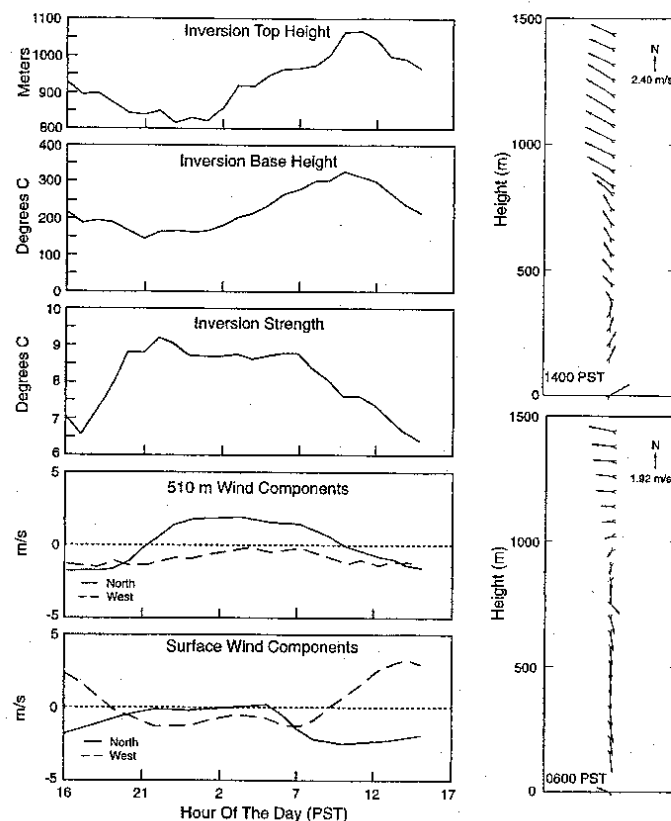 Inversion Top Height
Meters
1100
1000
900
800
Inversion Base Height
Degrees C
400
300
200
100
0
Inversion Strength
Degrees C
10
9
8
7
6
510 m Wind Components
m/s
5
0
-5
North
West
Surface Wind Components
m/s
5
0
-5
North
West
16 21 2 7 12 17
Hour Of The Day (PST)
1500
1000
500
0
Height (m)
N
2.40 m/s
1400 PST
1500
1000
500
0
Height (m)
N
1.92 m/s
0600 PST